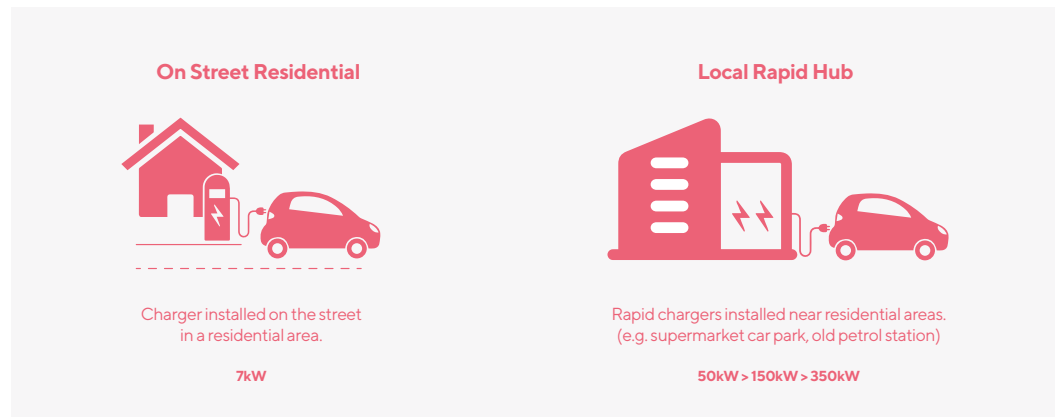 On Street Residential
Charger installed on the street
in a residential area.
7kW
Local Rapid Hub
Rapid chargers installed near residential areas.
(e.g. supermarket car park, old petrol station)
50kW > 150kW > 350kW